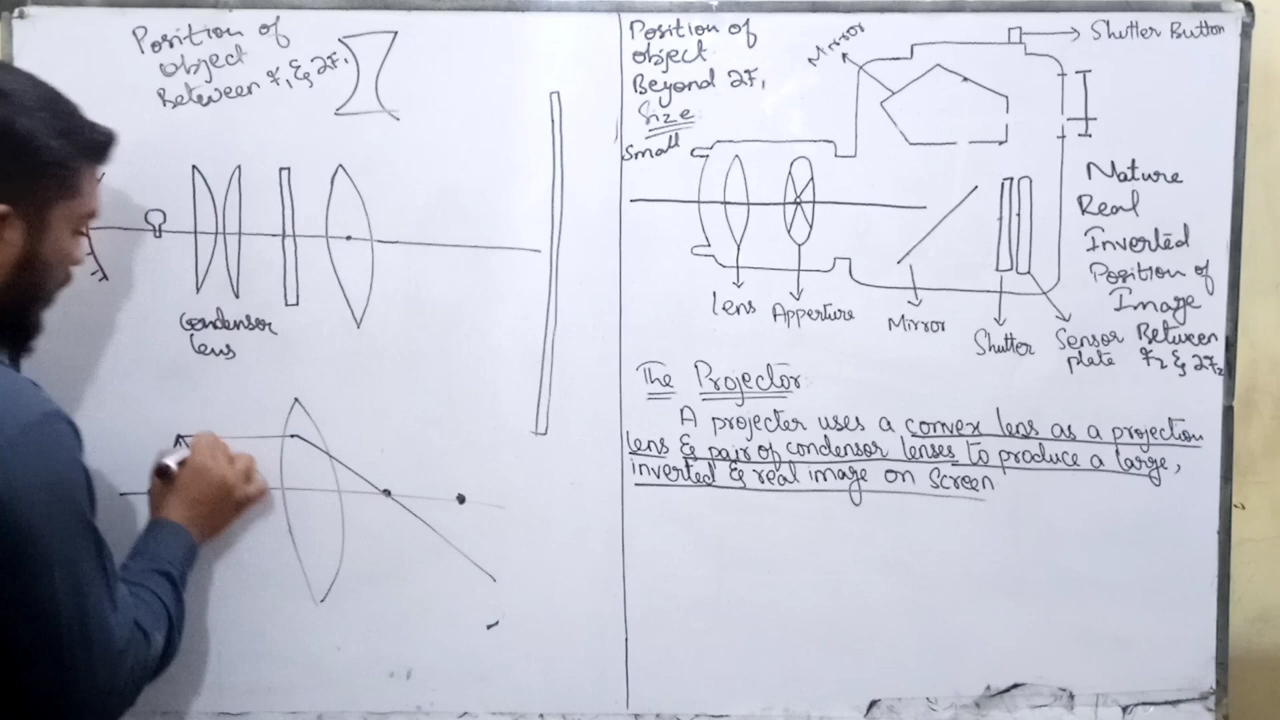 Position of
object
Between F₁ & 2F₁
Condensor
lens
Position of
object
Beyond 2F₁
Size
Small
Mirror
Shutter Button
Nature
Real
Inverted
Position of
Image
Between
F₂ & 2F₂
lens
Apperture
Mirror
Shutter
Sensor
plate
The Projector
A projecter uses a convex lens as a projection
lens & pair of condensor lenses to produce a large,
inverted & real image on Screen